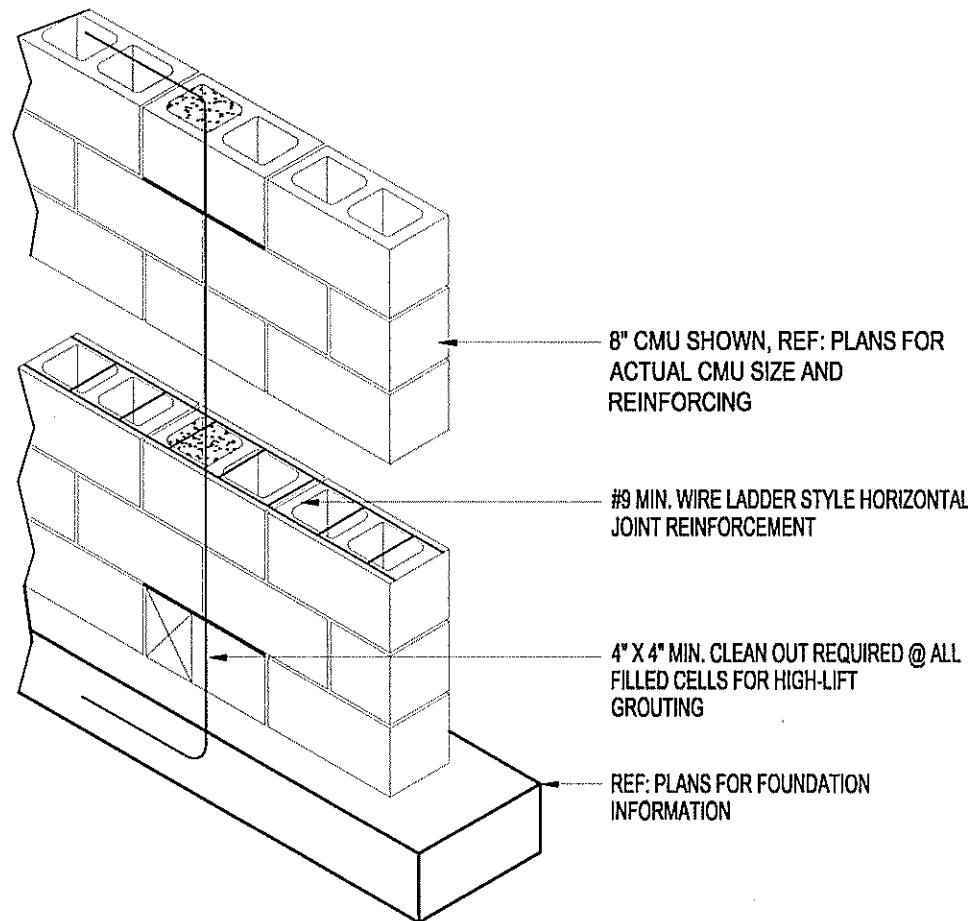 8" CMU SHOWN, REF: PLANS FOR
ACTUAL CMU SIZE AND
REINFORCING
#9 MIN. WIRE LADDER STYLE HORIZONTAL
JOINT REINFORCEMENT
4" X 4" MIN. CLEAN OUT REQUIRED @ ALL
FILLED CELLS FOR HIGH-LIFT
GROUTING
REF: PLANS FOR FOUNDATION
INFORMATION